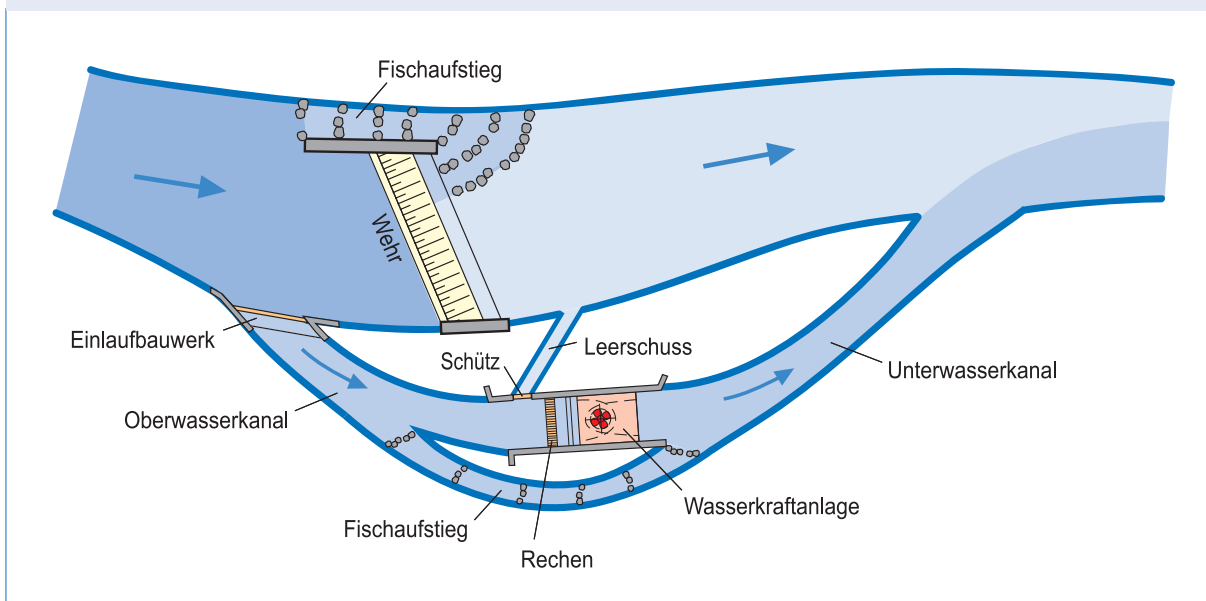 Fischaufstieg
Wehr
Einlaufbauwerk
Schütz
Leerschuss
Unterwasserkanal
Oberwasserkanal
Wasserkraftanlage
Fischaufstieg
Rechen